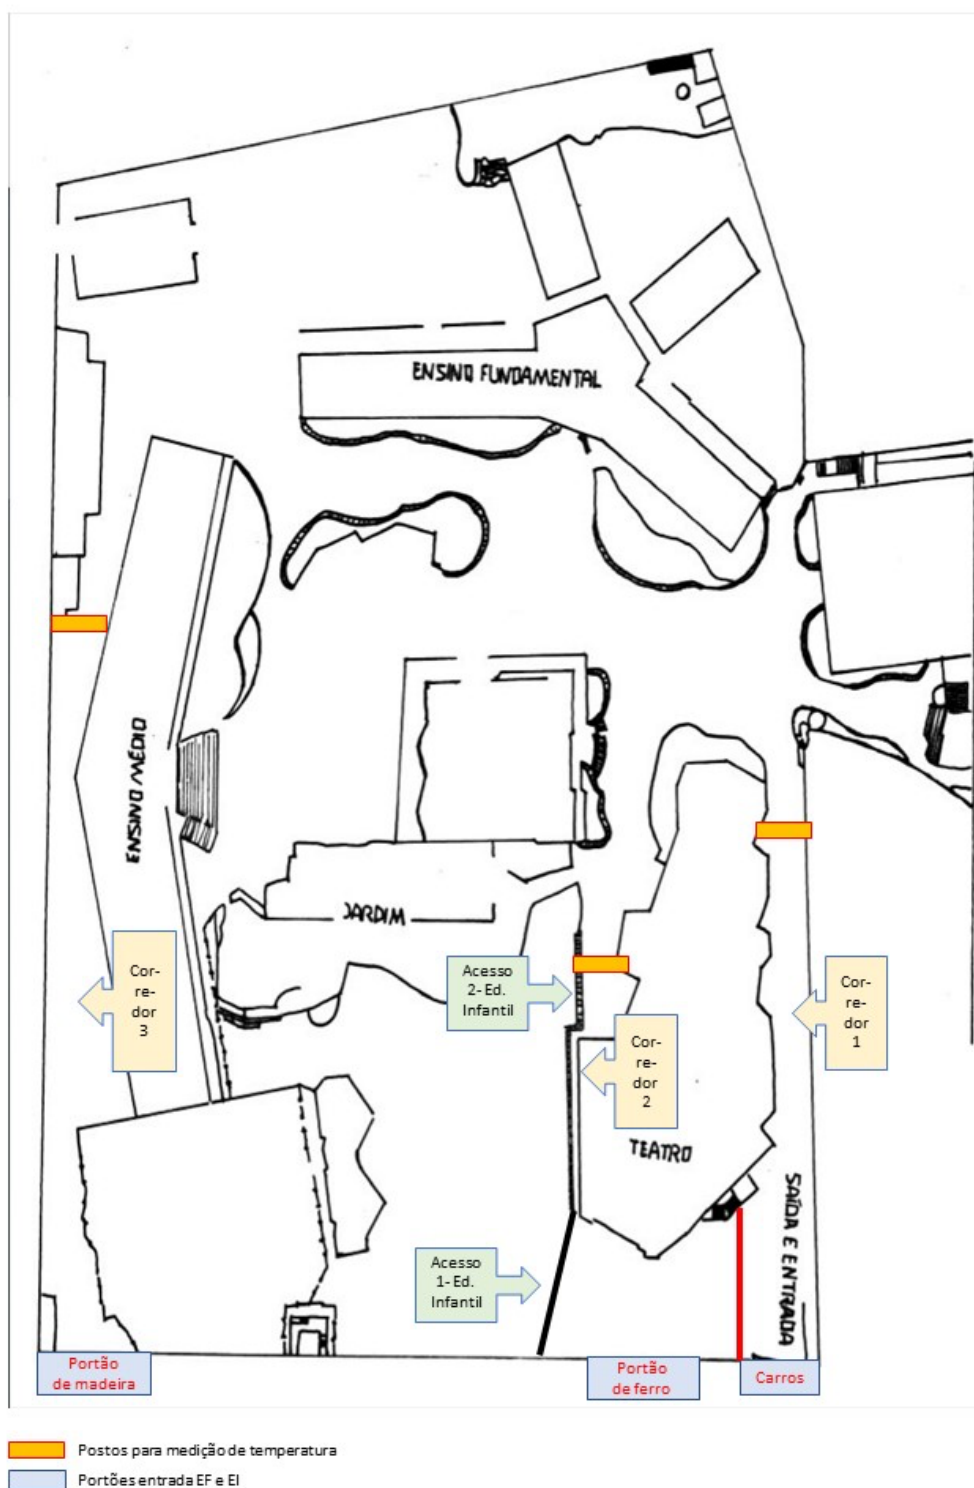 ENSINO FUNDAMENTAL
ENSINO MÉDIO
JARDIM
Cor-
re-
dor
3
Acesso
2- Ed.
Infantil
Cor-
re-
dor
1
Cor-
re-
dor
2
TEATRO
SAÍDA E ENTRADA
Acesso
1- Ed.
Infantil
Portão
de madeira
Portão
de ferro
Carros
Postos para medição de temperatura
Portões entrada EF e EI